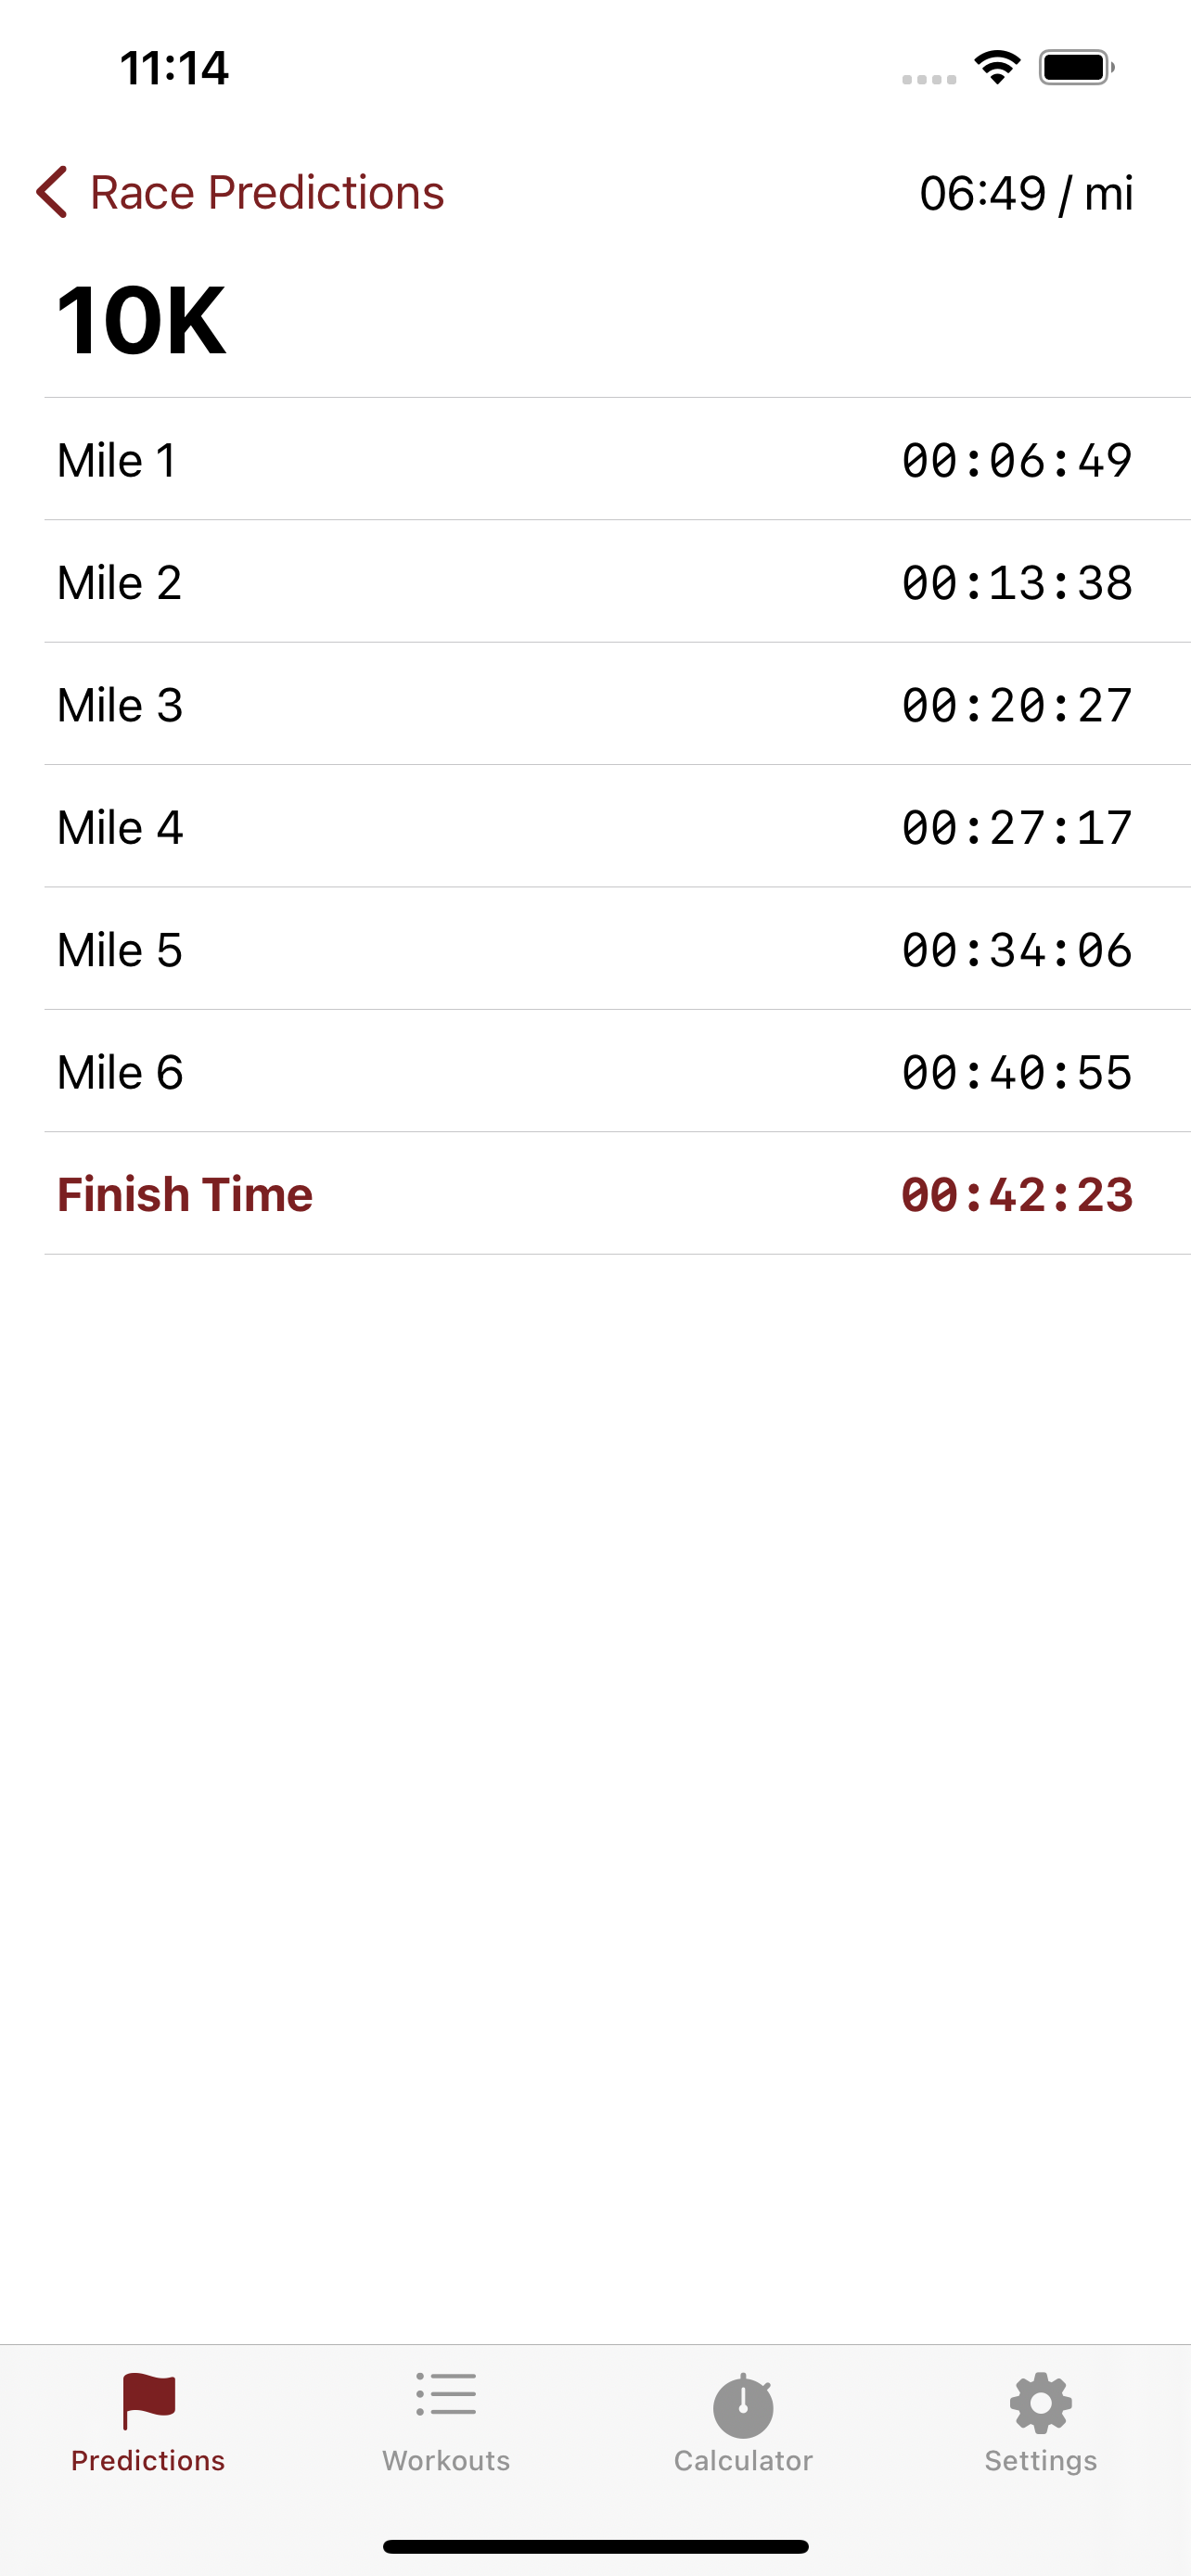 11:14
Race Predictions 06:49 / mi
10K
Mile 1 00:06:49
Mile 2 00:13:38
Mile 3 00:20:27
Mile 4 00:27:17
Mile 5 00:34:06
Mile 6 00:40:55
Finish Time 00:42:23
Predictions Workouts Calculator Settings